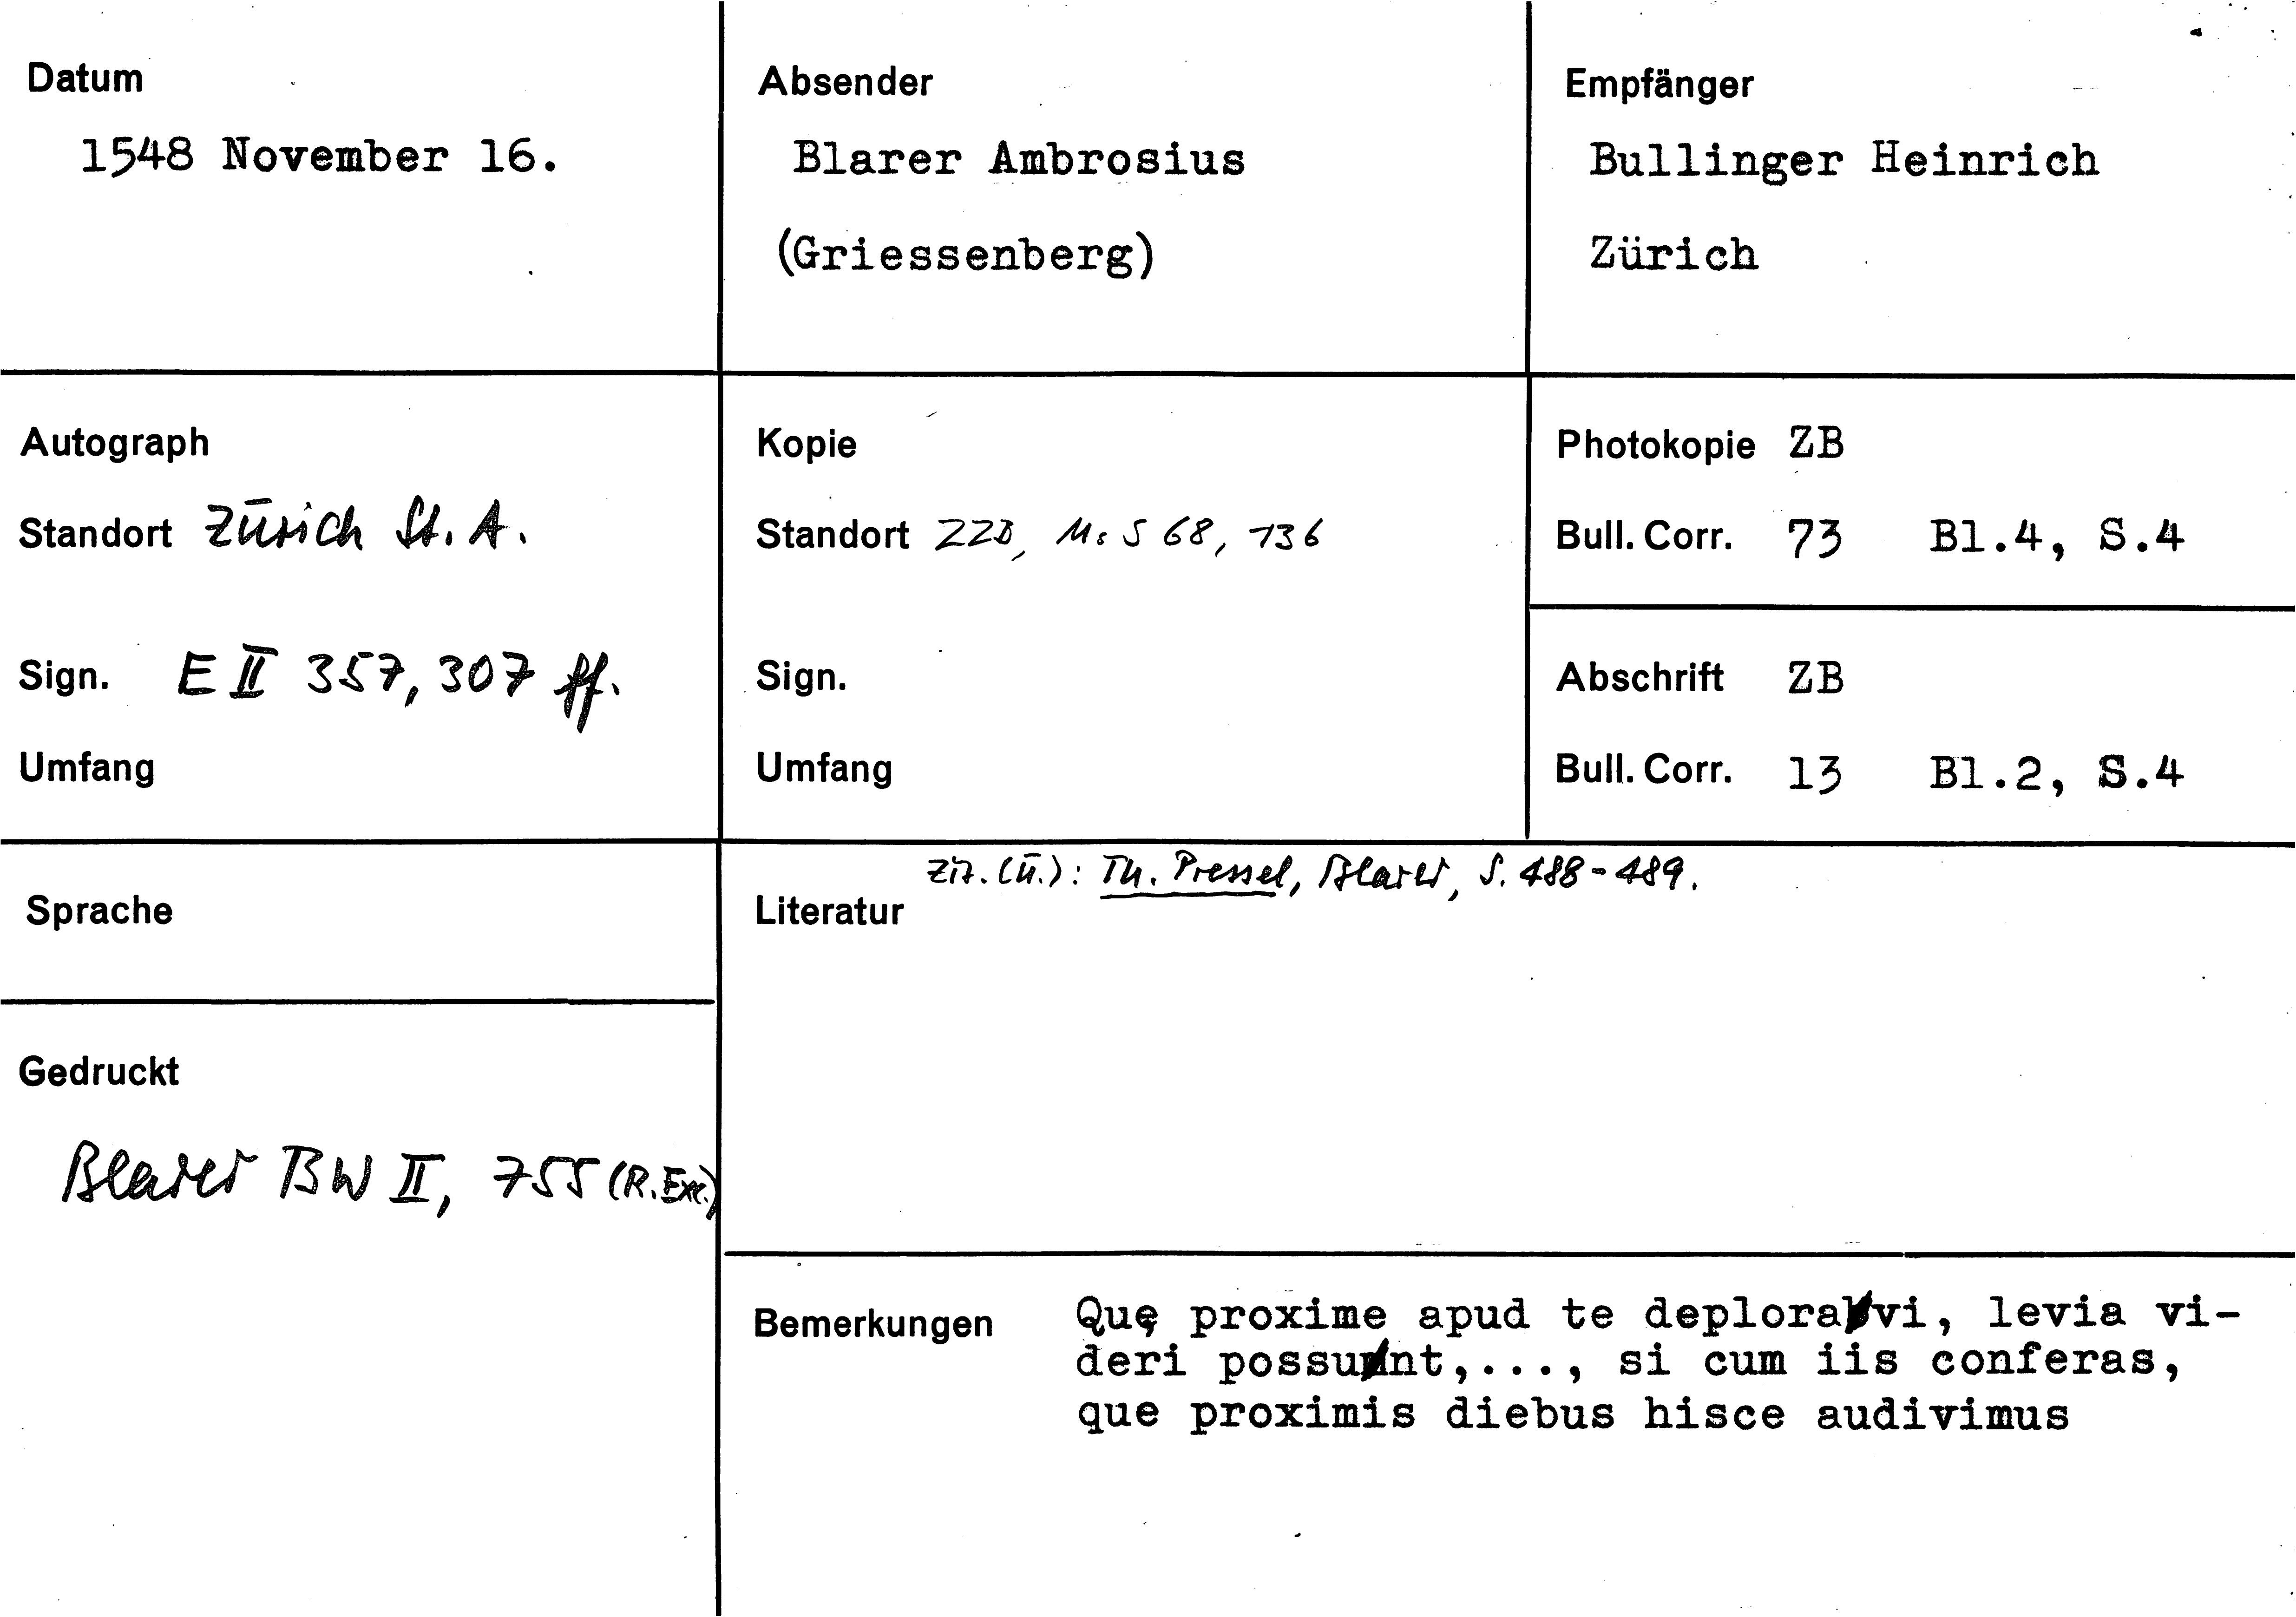 Datum
1548 November 16.
Absender
Blarer Ambrosius
(Griessenberg)
Empfänger
Bullinger Heinrich
Zürich
Autograph
Standort Zürich St. A.
Sign. E II 357, 307 ff.
Umfang
Kopie
Standort ZZB, Ms S 68, 136
Sign.
Umfang
Photokopie ZB
Bull. Corr. 73 Bl.4, S.4
Abschrift ZB
Bull. Corr. 13 Bl.2, S.4
Sprache
Gedruckt
Blarer BW II, 755 (R. Exc.)
Zit. (ü.): Th. Pressel, Blarer, S. 488-489.
Literatur
Bemerkungen Quę proxime apud te deploravi, levia vi-
deri possunt,..., si cum iis conferas,
que proximis diebus hisce audivimus